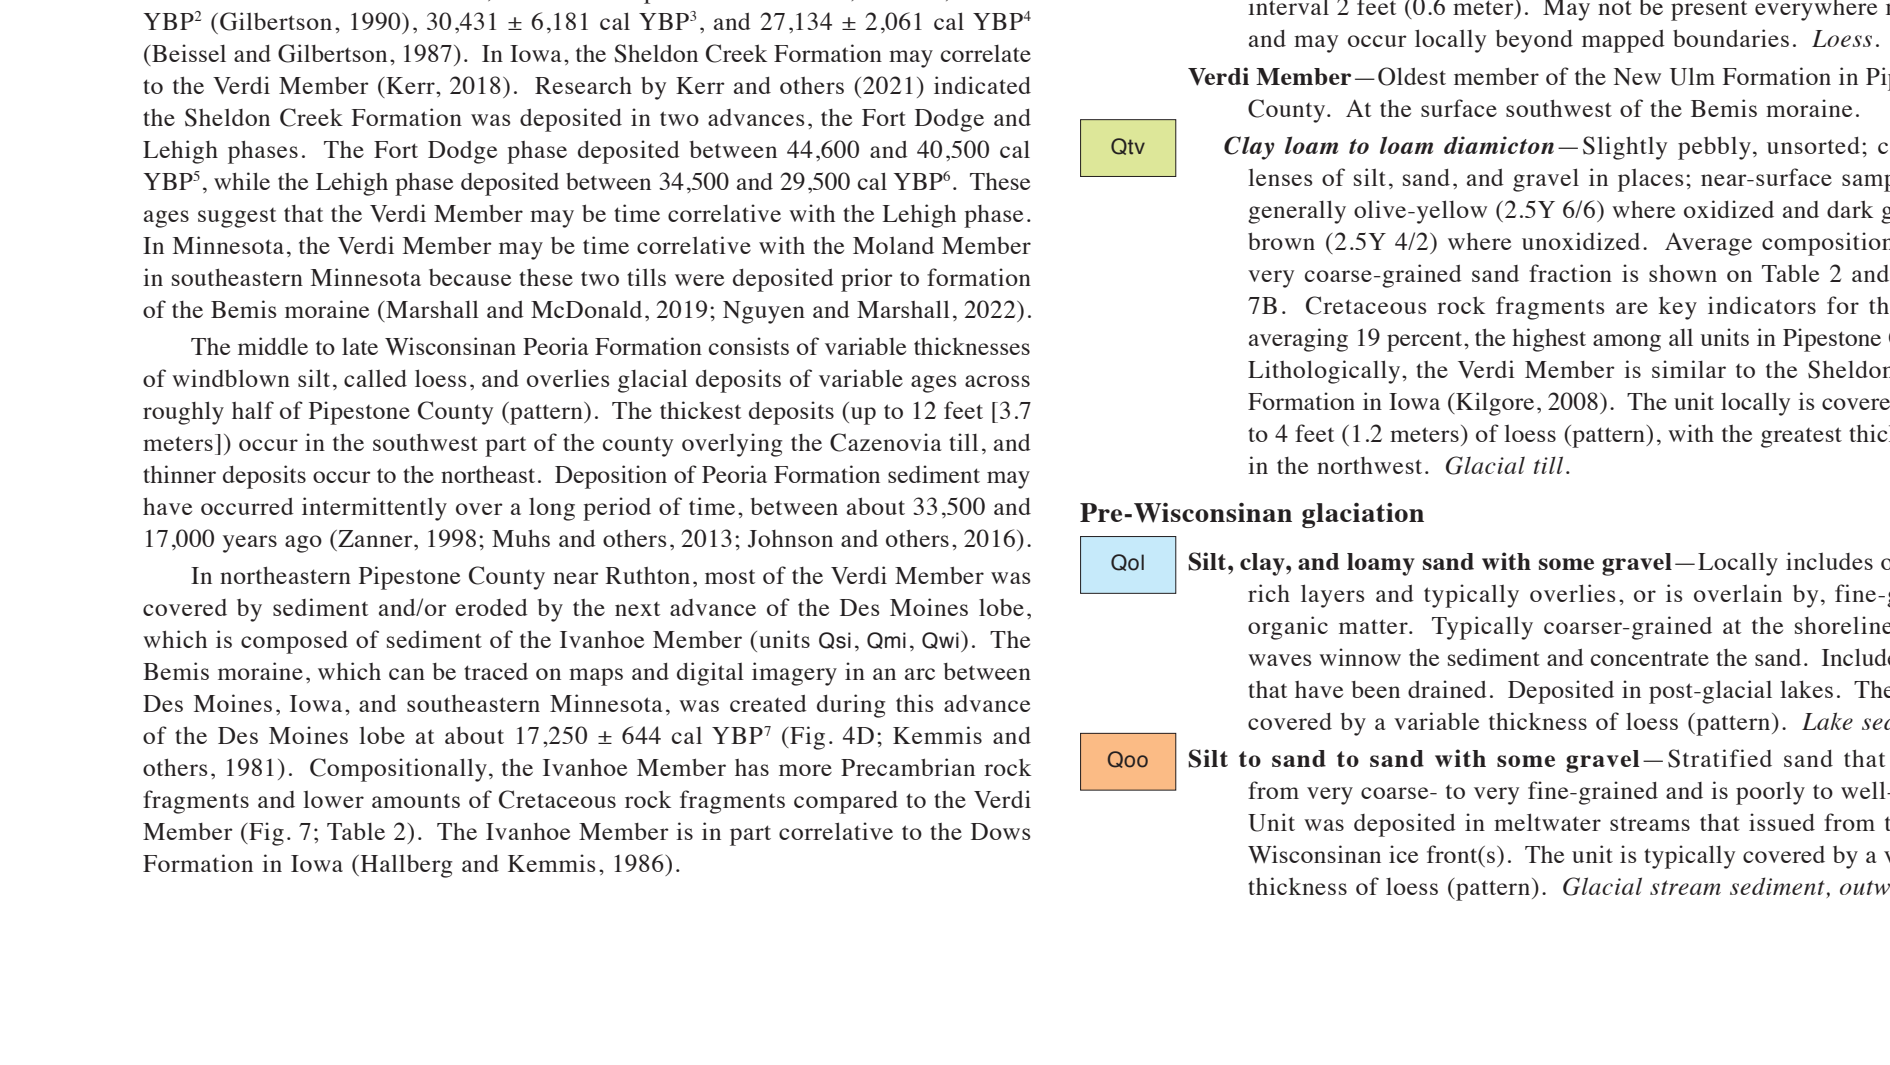 YBP² (Gilbertson, 1990), 30,431 ± 6,181 cal YBP³, and 27,134 ± 2,061 cal YBP⁴
(Beissel and Gilbertson, 1987). In Iowa, the Sheldon Creek Formation may correlate
to the Verdi Member (Kerr, 2018). Research by Kerr and others (2021) indicated
the Sheldon Creek Formation was deposited in two advances, the Fort Dodge and
Lehigh phases. The Fort Dodge phase deposited between 44,600 and 40,500 cal
YBP⁵, while the Lehigh phase deposited between 34,500 and 29,500 cal YBP⁶. These
ages suggest that the Verdi Member may be time correlative with the Lehigh phase.
In Minnesota, the Verdi Member may be time correlative with the Moland Member
in southeastern Minnesota because these two tills were deposited prior to formation
of the Bemis moraine (Marshall and McDonald, 2019; Nguyen and Marshall, 2022).
The middle to late Wisconsinan Peoria Formation consists of variable thicknesses
of windblown silt, called loess, and overlies glacial deposits of variable ages across
roughly half of Pipestone County (pattern). The thickest deposits (up to 12 feet [3.7
meters]) occur in the southwest part of the county overlying the Cazenovia till, and
thinner deposits occur to the northeast. Deposition of Peoria Formation sediment may
have occurred intermittently over a long period of time, between about 33,500 and
17,000 years ago (Zanner, 1998; Muhs and others, 2013; Johnson and others, 2016).
In northeastern Pipestone County near Ruthton, most of the Verdi Member was
covered by sediment and/or eroded by the next advance of the Des Moines lobe,
which is composed of sediment of the Ivanhoe Member (units Qsi, Qmi, Qwi). The
Bemis moraine, which can be traced on maps and digital imagery in an arc between
Des Moines, Iowa, and southeastern Minnesota, was created during this advance
of the Des Moines lobe at about 17,250 ± 644 cal YBP⁷ (Fig. 4D; Kemmis and
others, 1981). Compositionally, the Ivanhoe Member has more Precambrian rock
fragments and lower amounts of Cretaceous rock fragments compared to the Verdi
Member (Fig. 7; Table 2). The Ivanhoe Member is in part correlative to the Dows
Formation in Iowa (Hallberg and Kemmis, 1986).
interval 2 feet (0.6 meter). May not be present everywhere
and may occur locally beyond mapped boundaries. Loess.
Verdi Member—Oldest member of the New Ulm Formation in
County. At the surface southwest of the Bemis moraine.
Qtv
Clay loam to loam diamicton—Slightly pebbly, unsorted;
lenses of silt, sand, and gravel in places; near-surface
generally olive-yellow (2.5Y 6/6) where oxidized and dark
brown (2.5Y 4/2) where unoxidized. Average composition
very coarse-grained sand fraction is shown on Table 2 and
7B. Cretaceous rock fragments are key indicators for
averaging 19 percent, the highest among all units in Pipestone
Lithologically, the Verdi Member is similar to the Sheldon
Formation in Iowa (Kilgore, 2008). The unit locally is
to 4 feet (1.2 meters) of loess (pattern), with the greatest
in the northwest. Glacial till.
Pre-Wisconsinan glaciation
Qol
Silt, clay, and loamy sand with some gravel—Locally includes
rich layers and typically overlies, or is overlain by,
organic matter. Typically coarser-grained at the shoreline
waves winnow the sediment and concentrate the sand.
that have been drained. Deposited in post-glacial lakes.
covered by a variable thickness of loess (pattern). Lake
Qoo
Silt to sand to sand with some gravel—Stratified sand that
from very coarse- to very fine-grained and is poorly to well-
Unit was deposited in meltwater streams that issued from
Wisconsinan ice front(s). The unit is typically covered by a
thickness of loess (pattern). Glacial stream sediment,